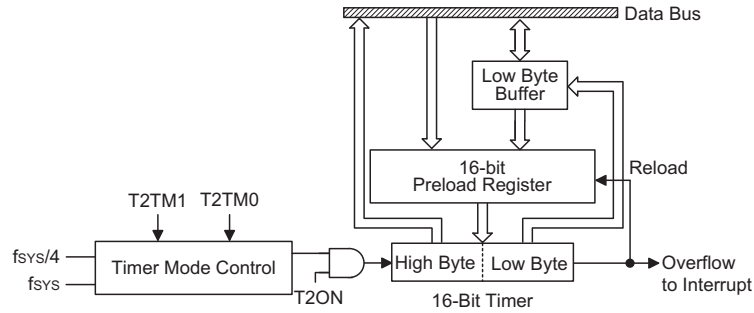 Data Bus
Low Byte
Buffer
16-bit
Preload Register
Reload
T2TM1
T2TM0
fSYS/4
fSYS
Timer Mode Control
T2ON
High Byte
Low Byte
16-Bit Timer
Overflow
to Interrupt